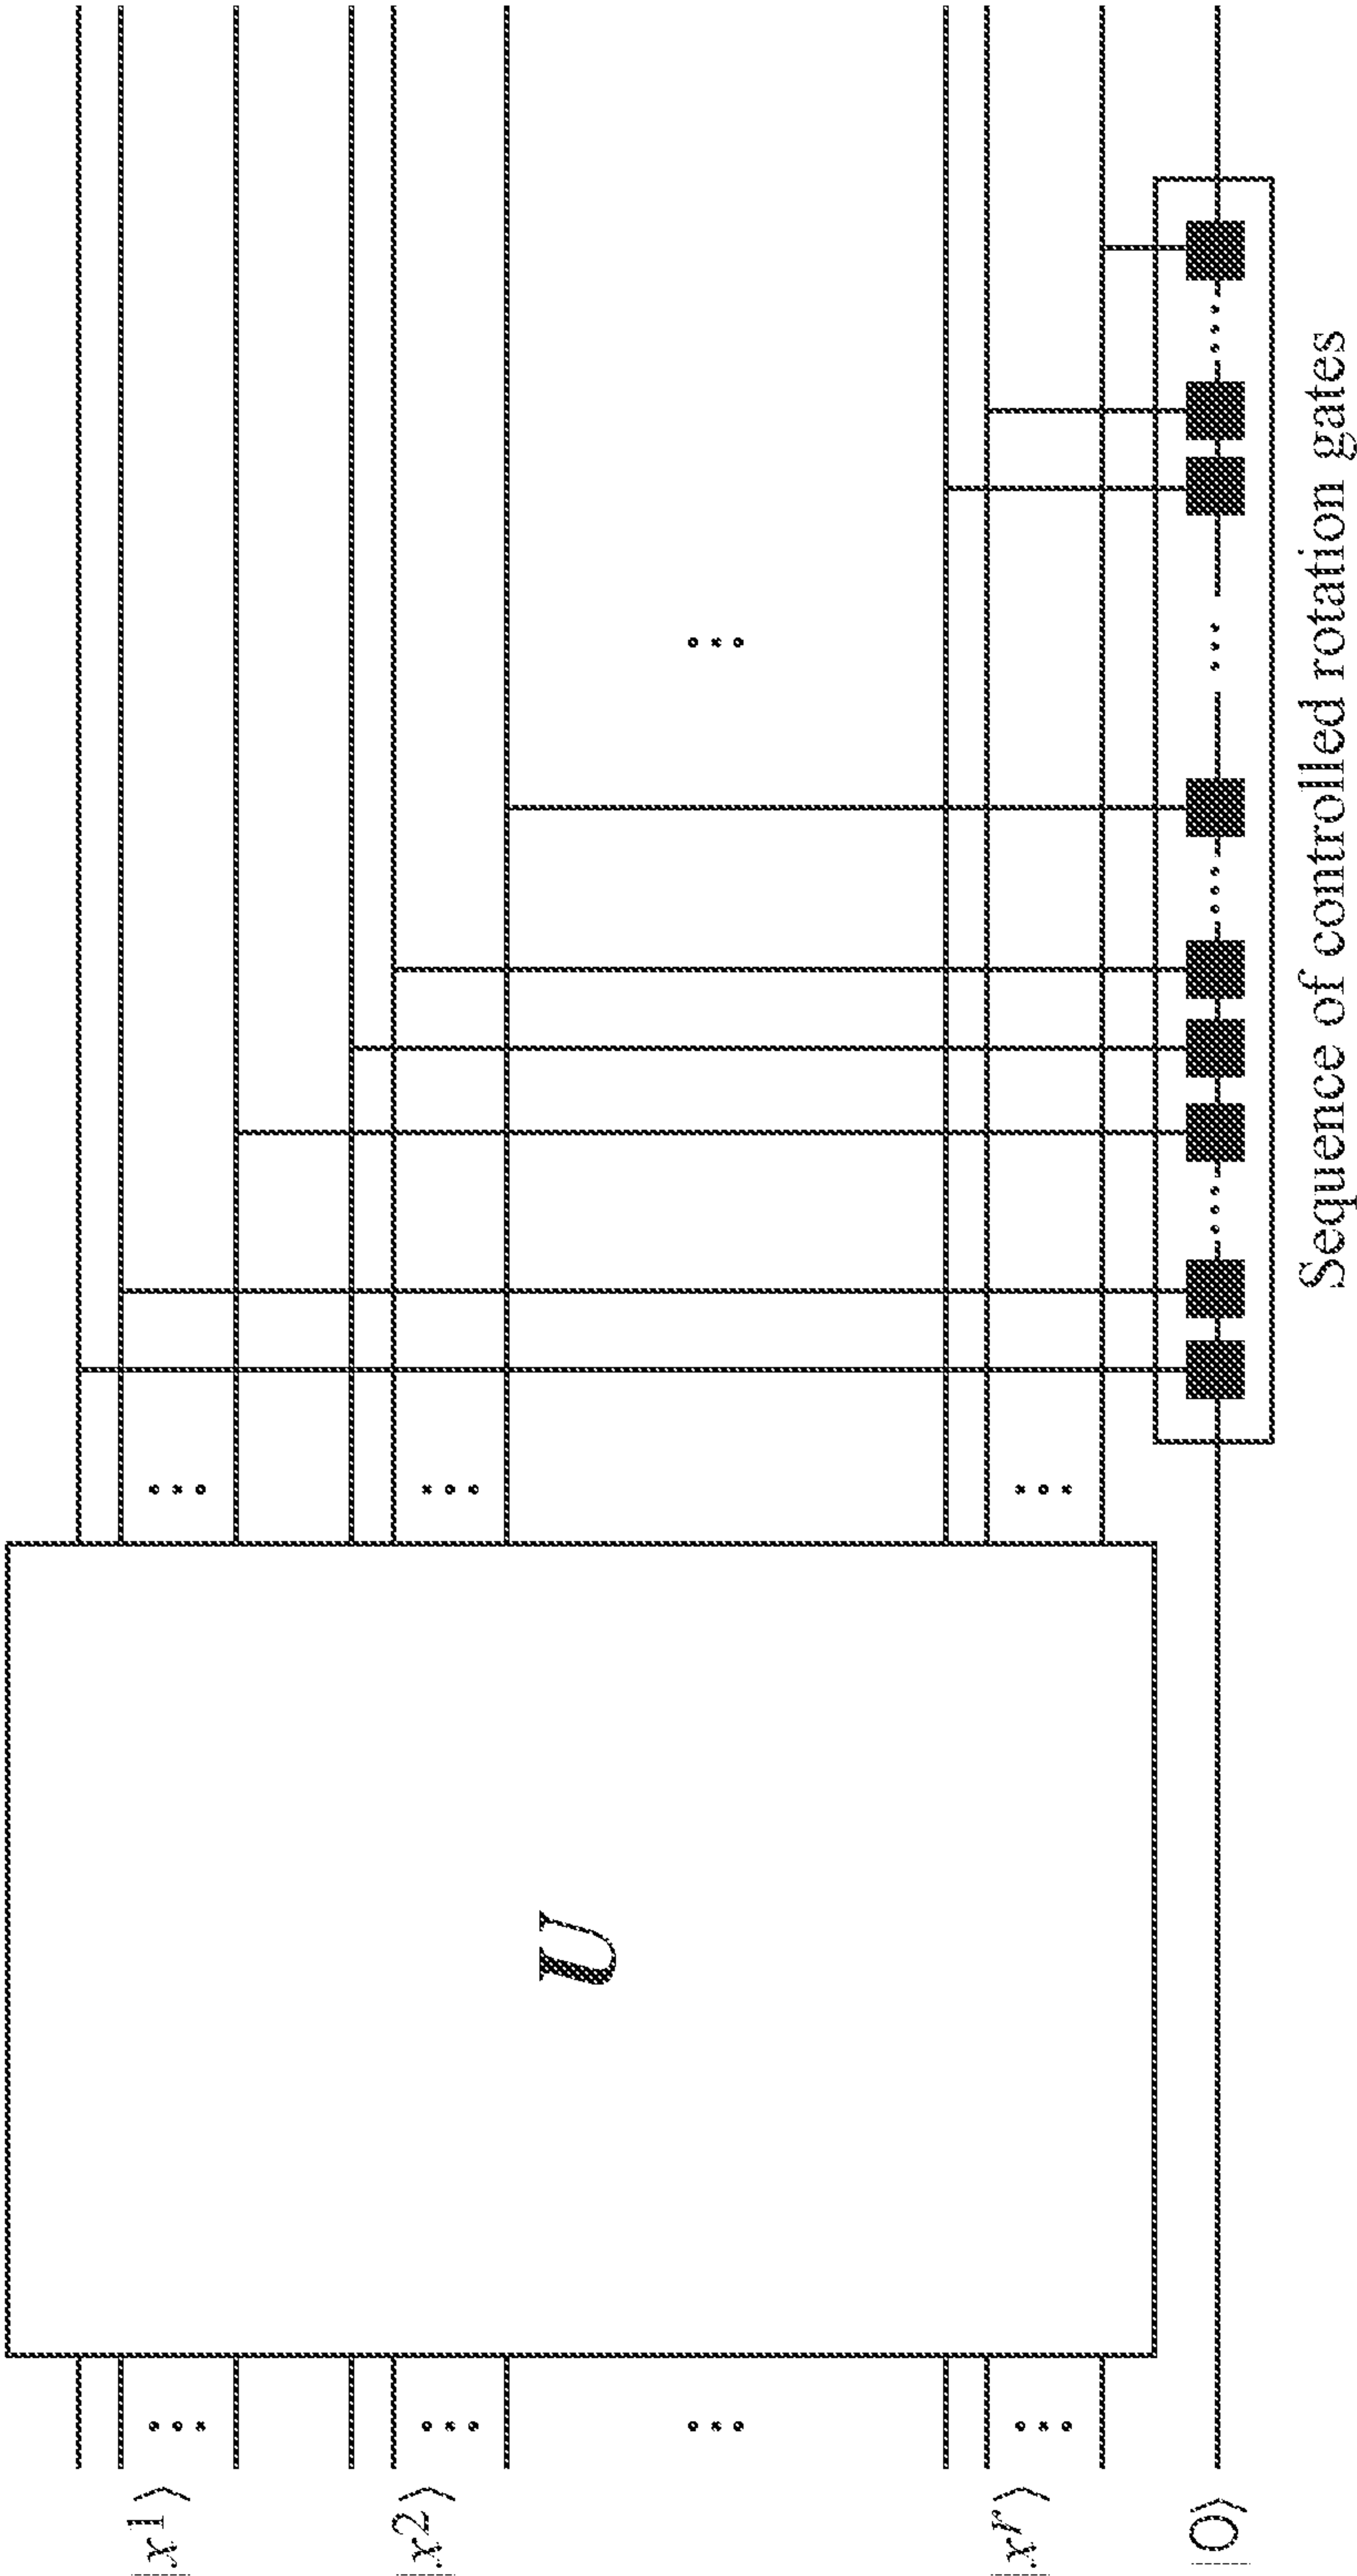 |x1⟩
|x2⟩
|xr⟩
|0⟩
U
Sequence of controlled rotation gates